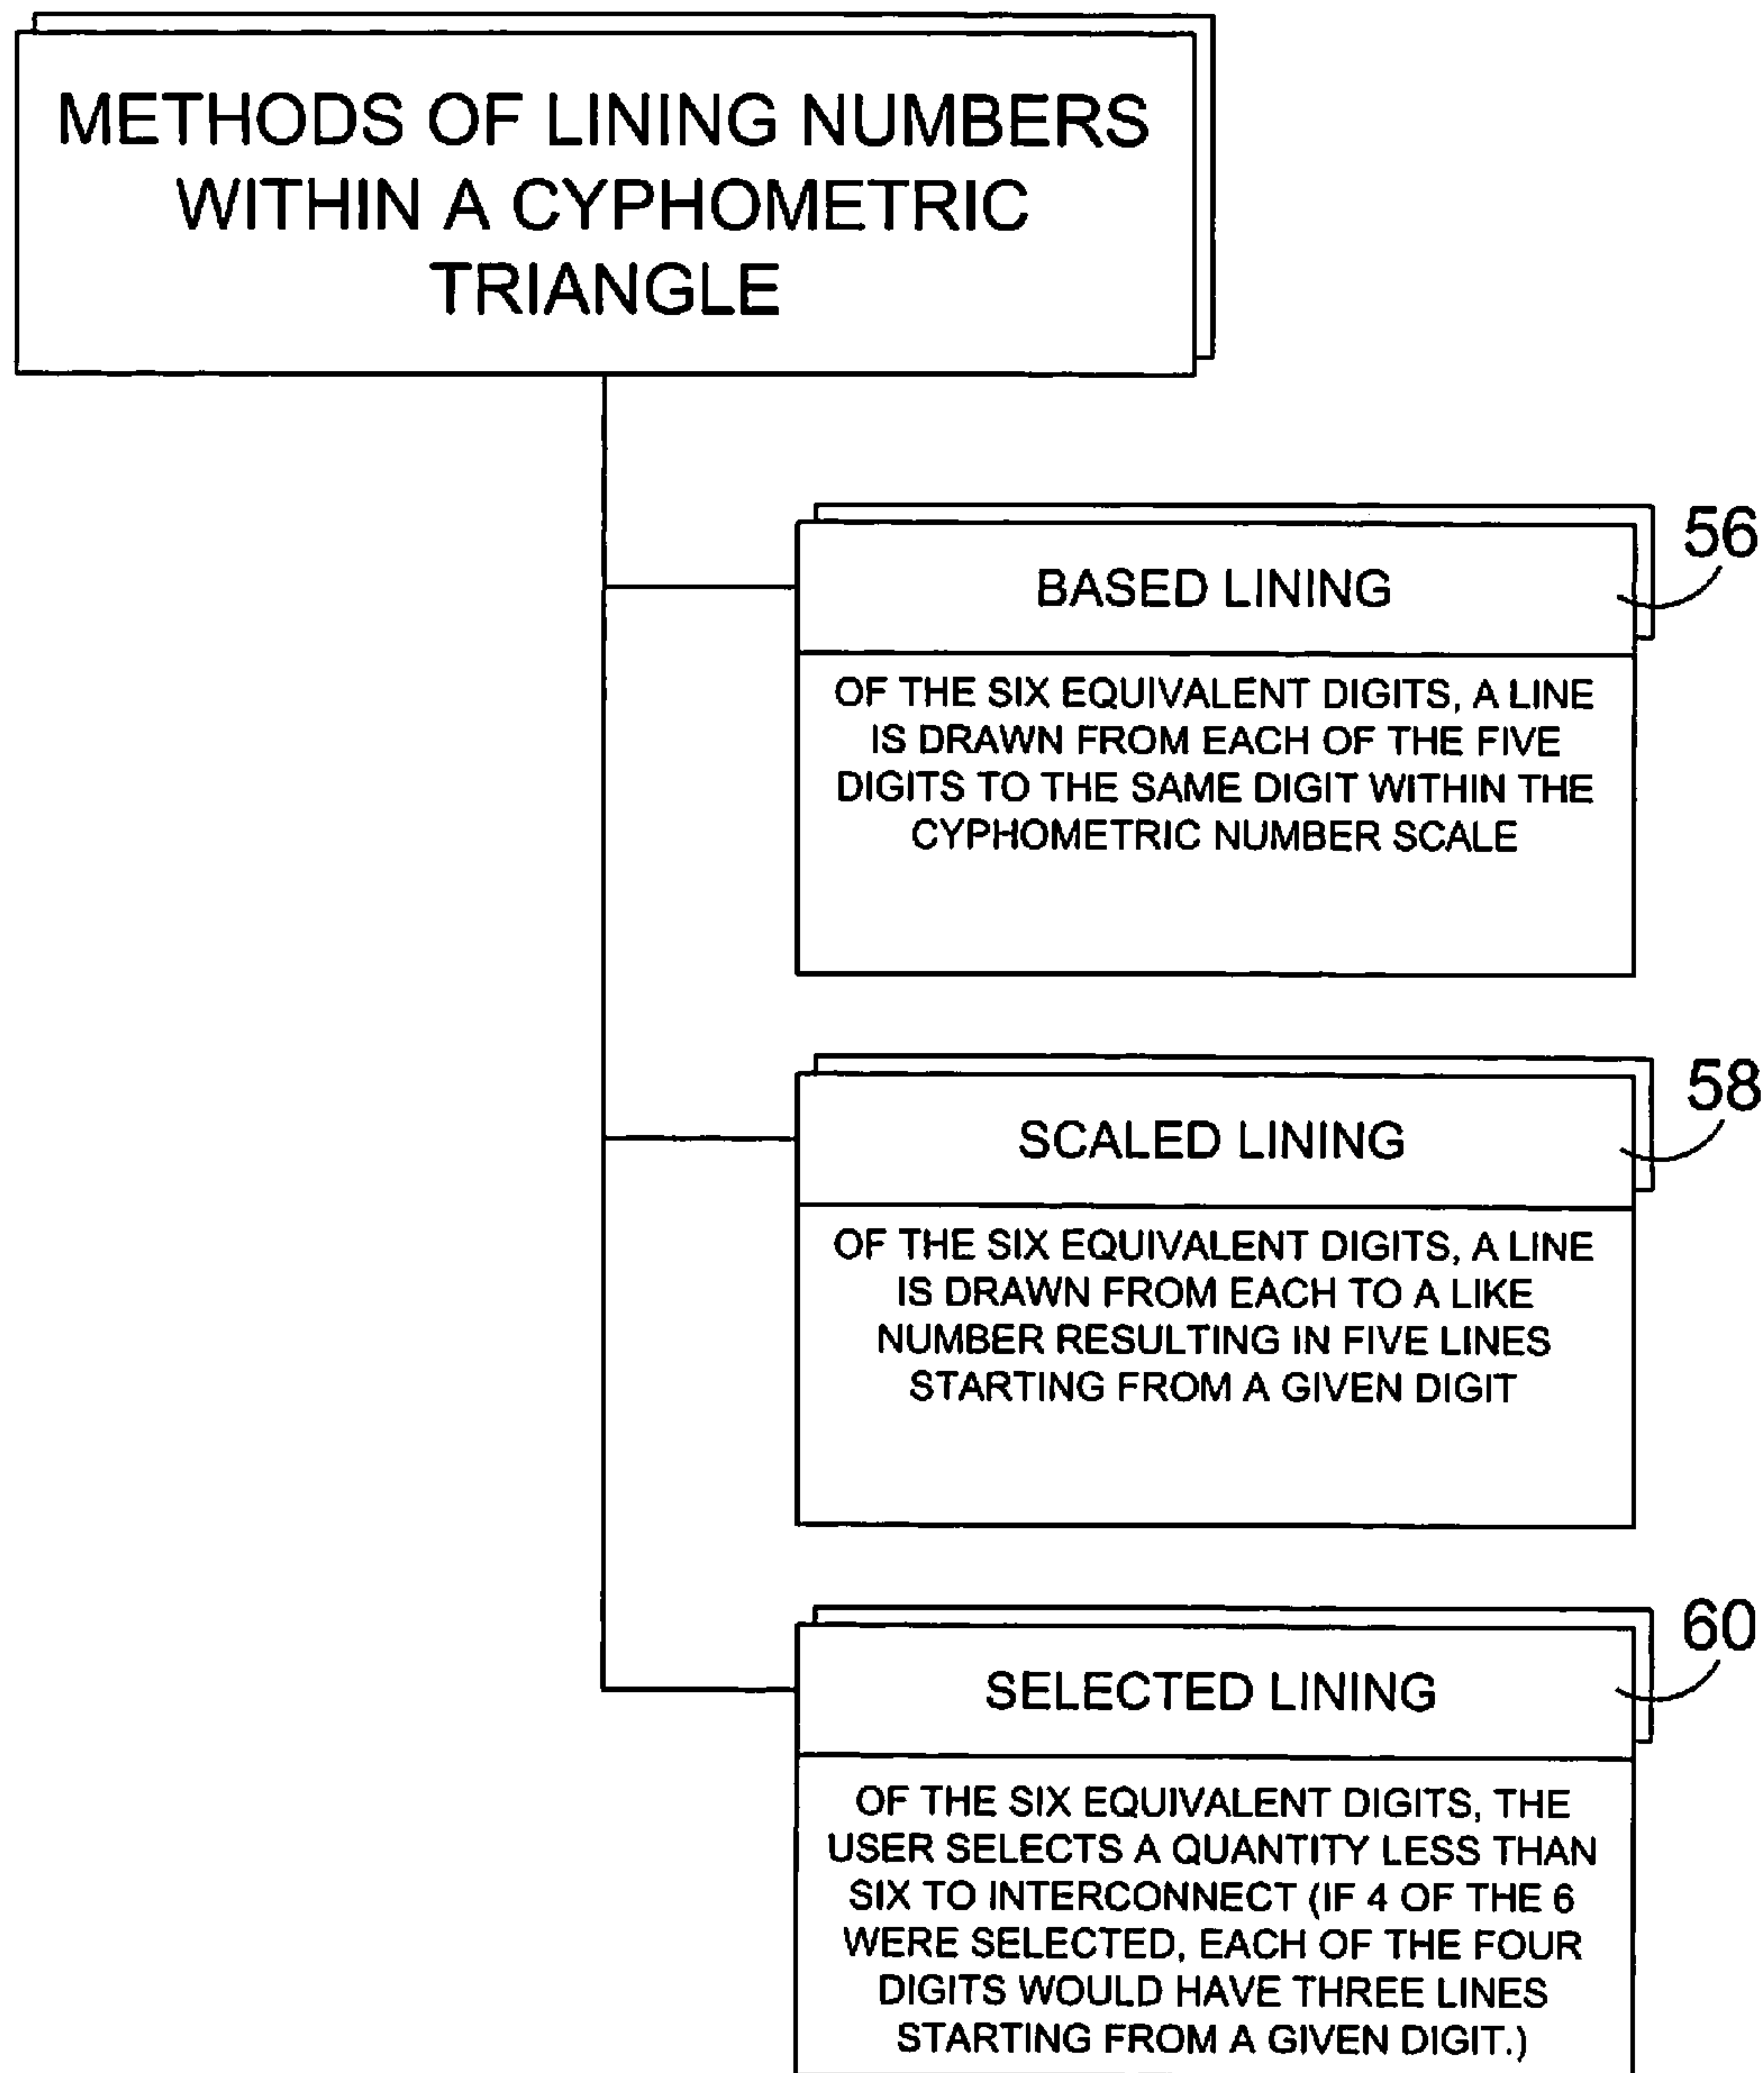 METHODS OF LINING NUMBERS
WITHIN A CYPHOMETRIC
TRIANGLE
56
BASED LINING
OF THE SIX EQUIVALENT DIGITS, A LINE
IS DRAWN FROM EACH OF THE FIVE
DIGITS TO THE SAME DIGIT WITHIN THE
CYPHOMETRIC NUMBER SCALE
58
SCALED LINING
OF THE SIX EQUIVALENT DIGITS, A LINE
IS DRAWN FROM EACH TO A LIKE
NUMBER RESULTING IN FIVE LINES
STARTING FROM A GIVEN DIGIT
60
SELECTED LINING
OF THE SIX EQUIVALENT DIGITS, THE
USER SELECTS A QUANTITY LESS THAN
SIX TO INTERCONNECT (IF 4 OF THE 6
WERE SELECTED, EACH OF THE FOUR
DIGITS WOULD HAVE THREE LINES
STARTING FROM A GIVEN DIGIT.)